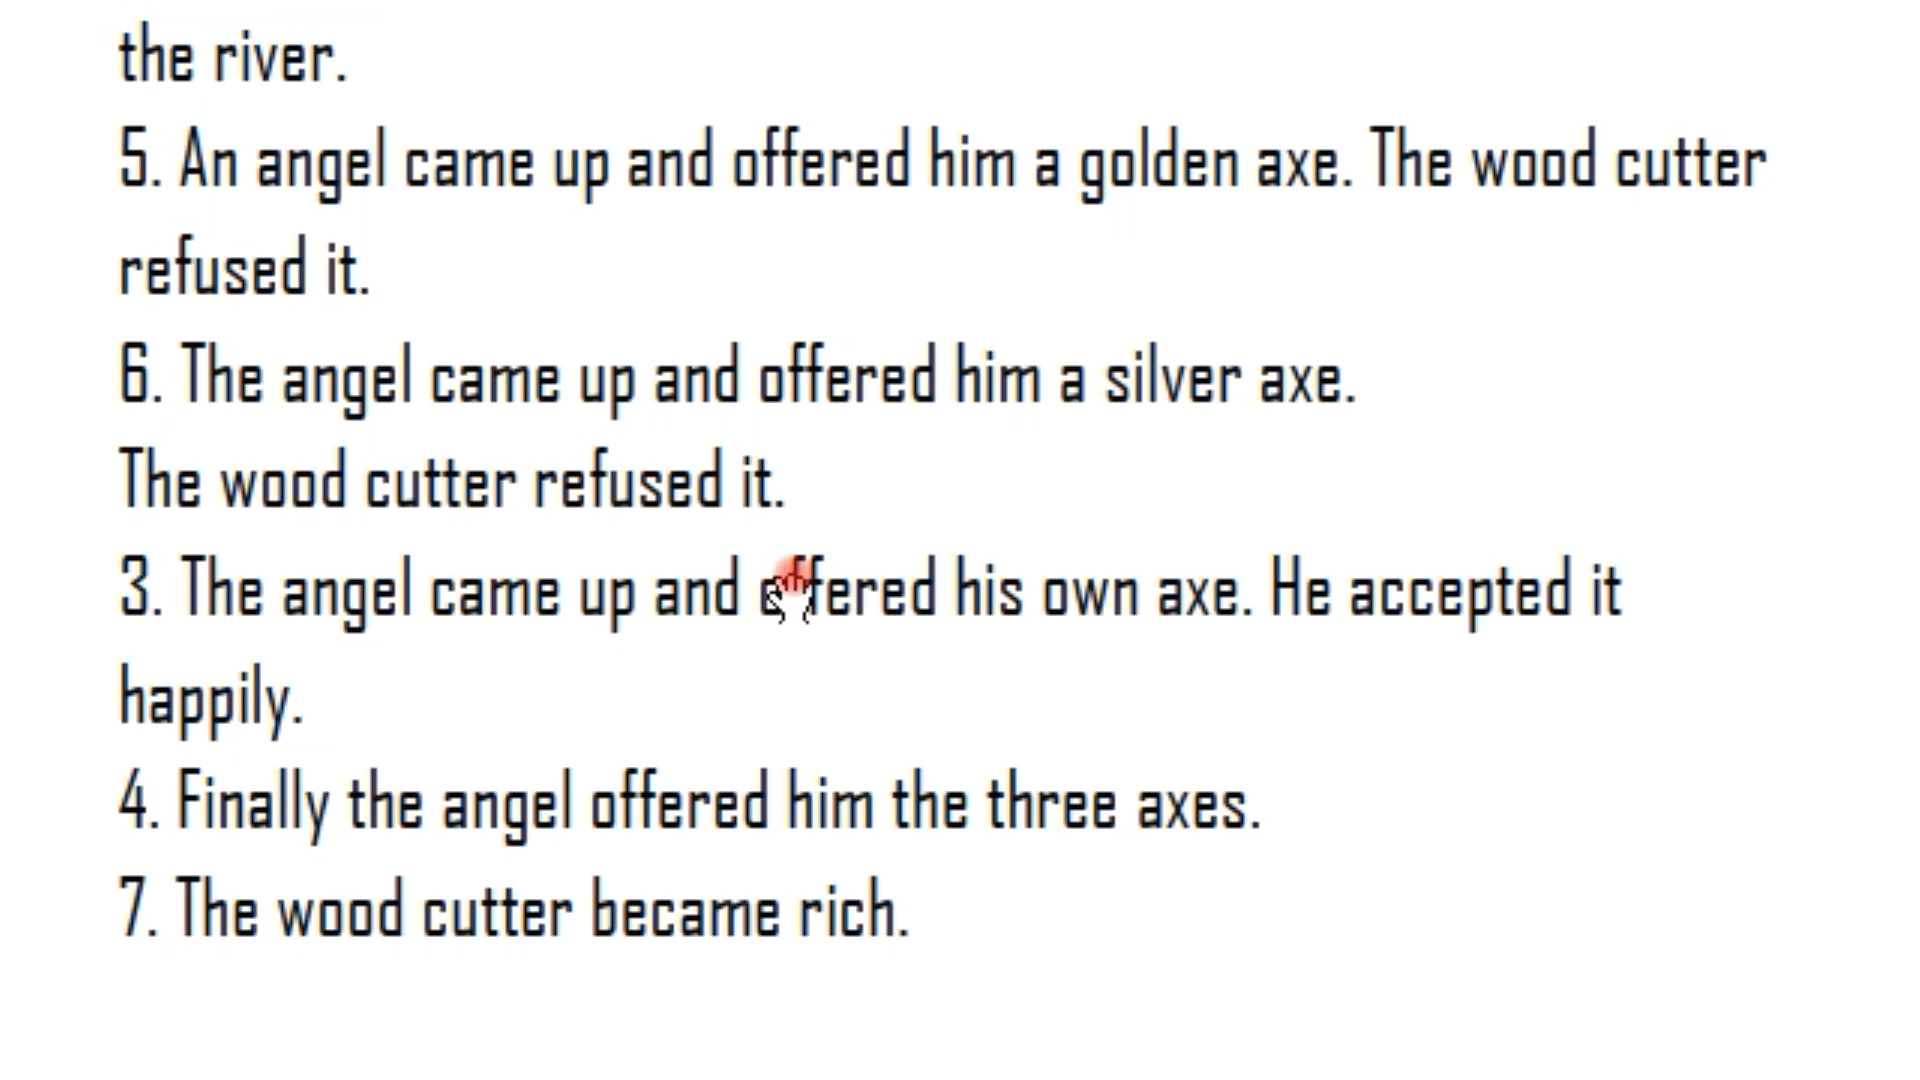 the river.
5. An angel came up and offered him a golden axe. The wood cutter
refused it.
6. The angel came up and offered him a silver axe.
The wood cutter refused it.
3. The angel came up and offered his own axe. He accepted it
happily.
4. Finally the angel offered him the three axes.
7. The wood cutter became rich.